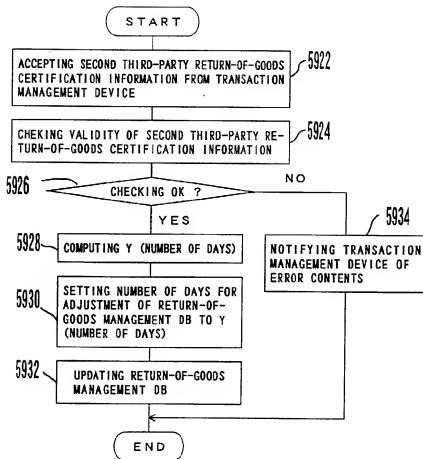 START
ACCEPTING SECOND THIRD-PARTY RETURN-OF-GOODS
CERTIFICATION INFORMATION FROM TRANSACTION
MANAGEMENT DEVICE
5922
CHEKING VALIDITY OF SECOND THIRD-PARTY RE-
TURN-OF-GOODS CERTIFICATION INFORMATION
5924
5926
CHECKING OK ?
NO
YES
5928
COMPUTING Y (NUMBER OF DAYS)
5934
NOTIFYING TRANSACTION
MANAGEMENT DEVICE OF
ERROR CONTENTS
5930
SETTING NUMBER OF DAYS FOR
ADJUSTMENT OF RETURN-OF-
GOODS MANAGEMENT DB TO Y
(NUMBER OF DAYS)
5932
UPDATING RETURN-OF-GOODS
MANAGEMENT DB
END